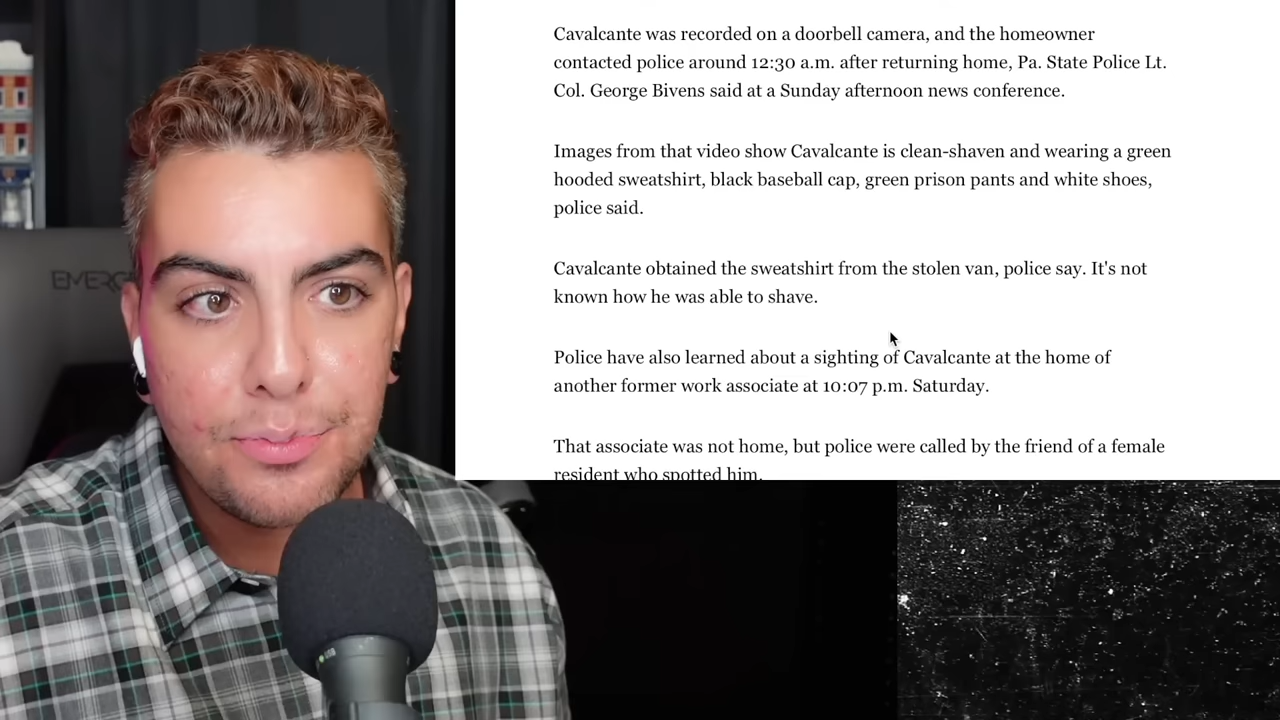 Cavalcante was recorded on a doorbell camera, and the homeowner
contacted police around 12:30 a.m. after returning home, Pa. State Police Lt.
Col. George Bivens said at a Sunday afternoon news conference.
Images from that video show Cavalcante is clean-shaven and wearing a green
hooded sweatshirt, black baseball cap, green prison pants and white shoes,
police said.
Cavalcante obtained the sweatshirt from the stolen van, police say. It's not
known how he was able to shave.
Police have also learned about a sighting of Cavalcante at the home of
another former work associate at 10:07 p.m. Saturday.
That associate was not home, but police were called by the friend of a female
resident who spotted him.